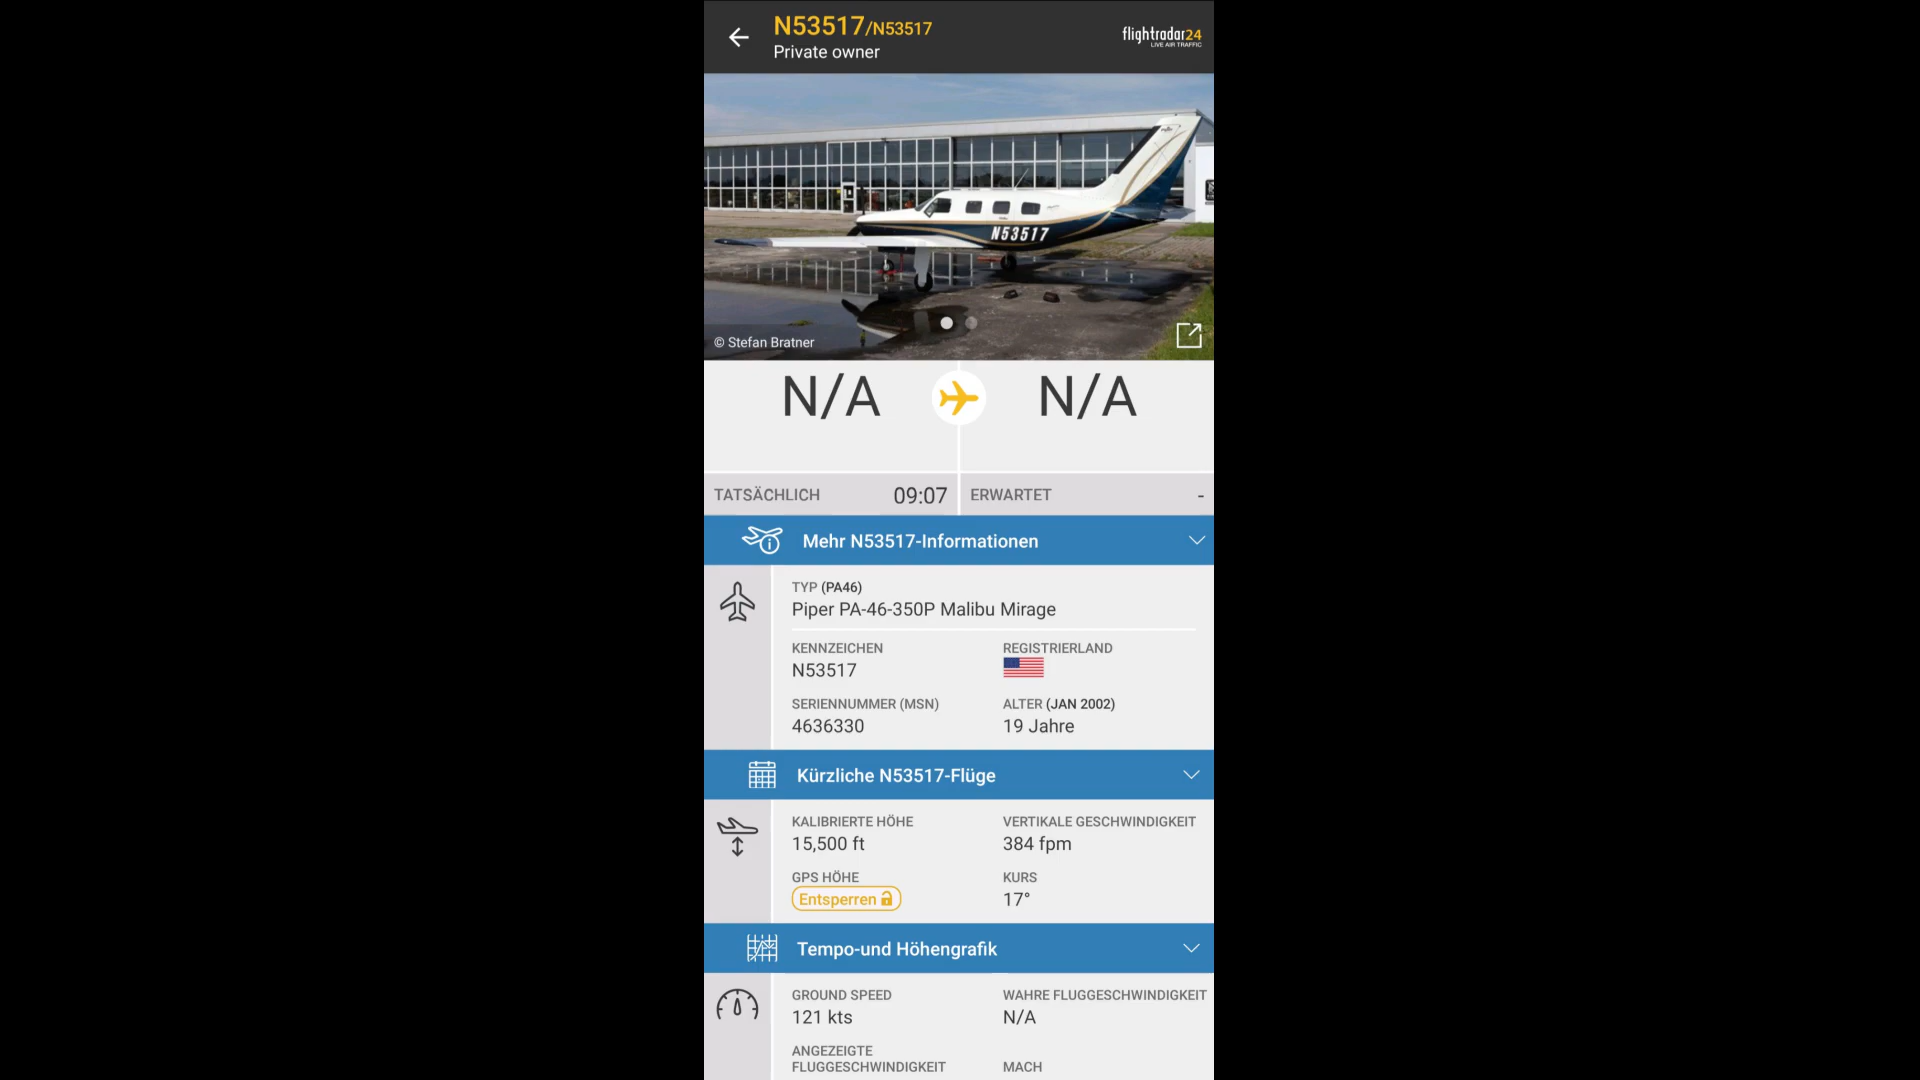 N53517/N53517
Private owner
flightradar24
LIVE AIR TRAFFIC
N53517
© Stefan Bratner
N/A
N/A
TATSÄCHLICH 09:07
ERWARTET -
Mehr N53517-Informationen
TYP (PA46)
Piper PA-46-350P Malibu Mirage
KENNZEICHEN
N53517
REGISTRIERLAND
SERIENNUMMER (MSN)
4636330
ALTER (JAN 2002)
19 Jahre
Kürzliche N53517-Flüge
KALIBRIERTE HÖHE
15,500 ft
VERTIKALE GESCHWINDIGKEIT
384 fpm
GPS HÖHE
Entsperren
KURS
17°
Tempo-und Höhengrafik
GROUND SPEED
121 kts
WAHRE FLUGGESCHWINDIGKEIT
N/A
ANGEZEIGTE
FLUGGESCHWINDIGKEIT
MACH